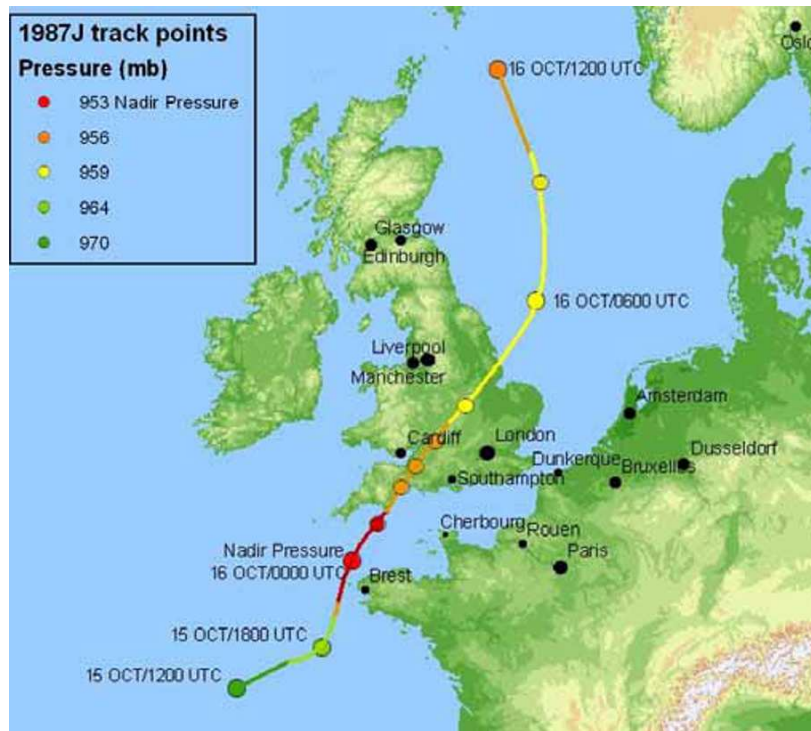 1987J track points
Pressure (mb)
953 Nadir Pressure
956
959
964
970
Oslo
16 OCT/1200 UTC
Glasgow
Edinburgh
16 OCT/0600 UTC
Liverpool
Manchester
Amsterdam
Cardiff
London
Dusseldorf
Dunkerque
Bruxelles
Southampton
Cherbourg
Rouen
Nadir Pressure
16 OCT/0000 UTC
Paris
Brest
15 OCT/1800 UTC
15 OCT/1200 UTC